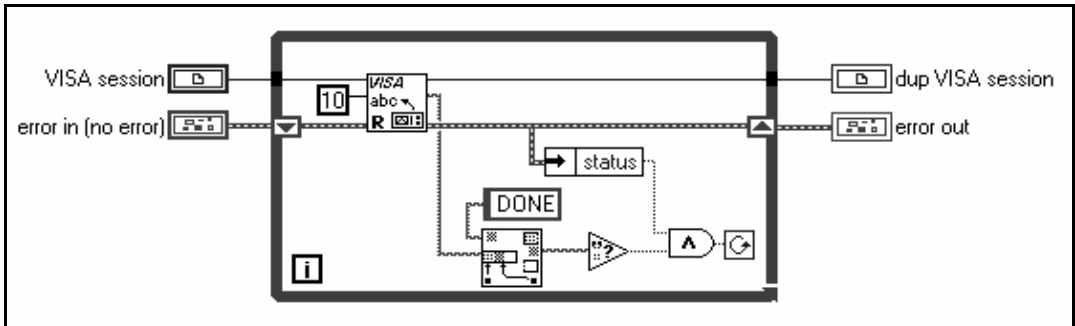 VISA session
VISA
abc
R
10
dup VISA session
error in (no error)
error out
status
DONE
"?
i